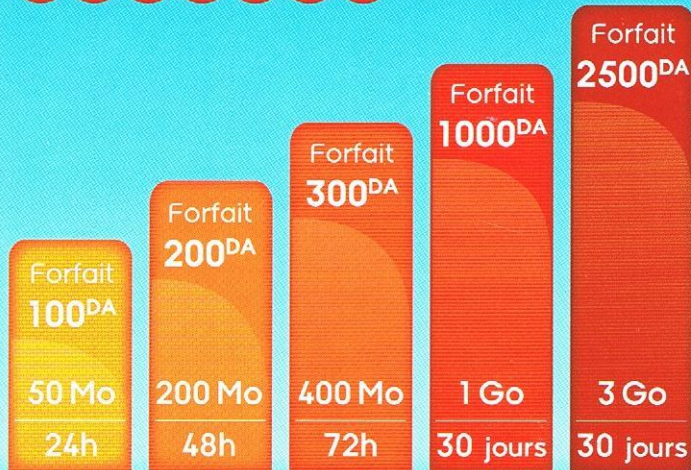 Forfait
100DA
50 Mo
24h
Forfait
200DA
200 Mo
48h
Forfait
300DA
400 Mo
72h
Forfait
1000DA
1 Go
30 jours
Forfait
2500DA
3 Go
30 jours